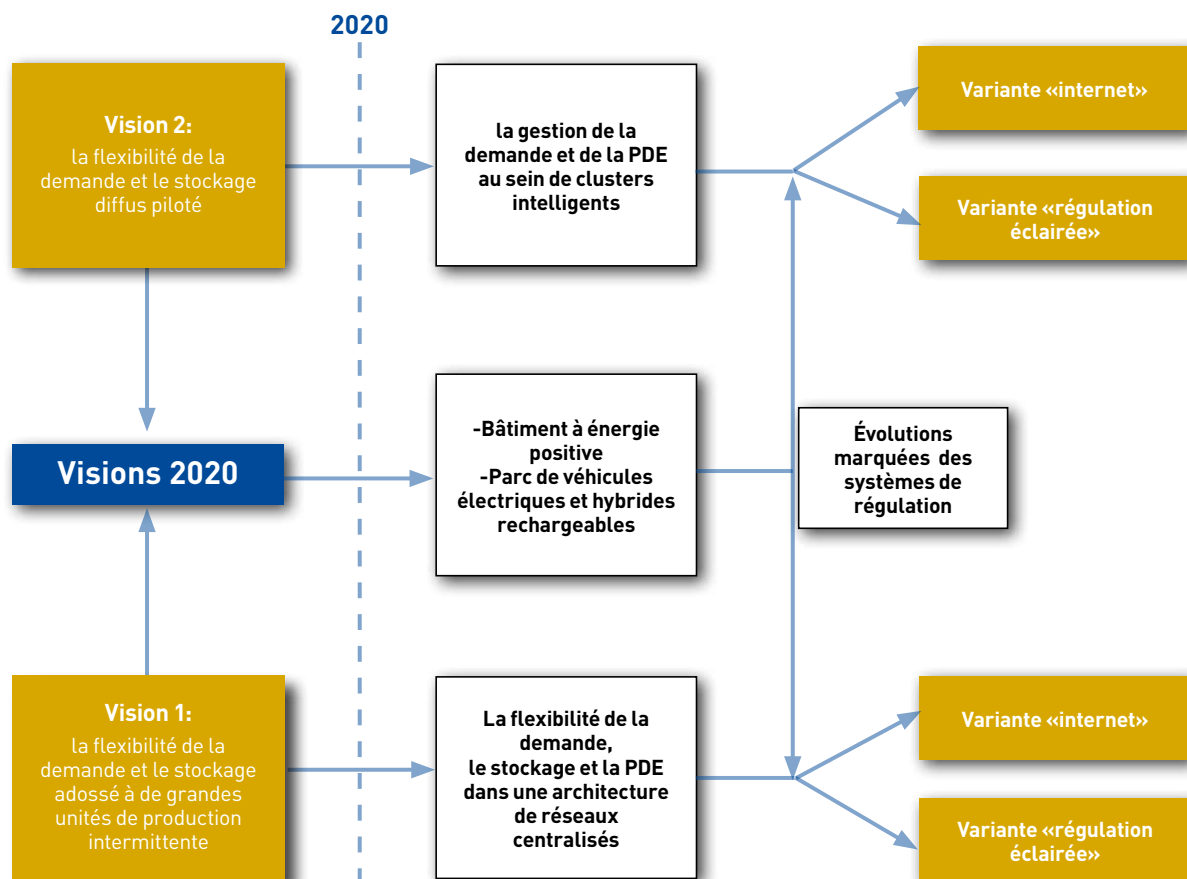 2020
Vision 2:
la flexibilité de la
demande et le stockage
diffus piloté
la gestion de la
demande et de la PDE
au sein de clusters
intelligents
Variante «internet»
Variante «régulation
éclairée»
Visions 2020
-Bâtiment à énergie
positive
-Parc de véhicules
électriques et hybrides
rechargeables
Évolutions
marquées des
systèmes de
régulation
Vision 1:
la flexibilité de la
demande et le stockage
adossé à de grandes
unités de production
intermittente
La flexibilité de la
demande,
le stockage et la PDE
dans une architecture
de réseaux
centralisés
Variante «internet»
Variante «régulation
éclairée»